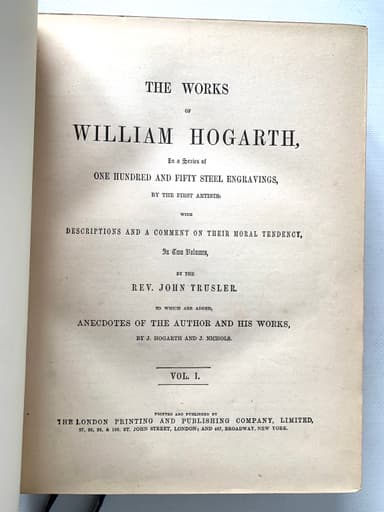 THE WORKS
OF
WILLIAM HOGARTH,
In a Series of
ONE HUNDRED AND FIFTY STEEL ENGRAVINGS,
BY THE FIRST ARTISTS:
WITH
DESCRIPTIONS AND A COMMENT ON THEIR MORAL TENDENCY,
In Two Volumes,
BY THE
REV. JOHN TRUSLER.
TO WHICH ARE ADDED,
ANECDOTES OF THE AUTHOR AND HIS WORKS,
BY J. HOGARTH AND J. NICHOLS.
VOL. I.
PRINTED AND PUBLISHED BY
THE LONDON PRINTING AND PUBLISHING COMPANY, LIMITED,
ST. JOHN STREET, LONDON; AND 487, BROADWAY, NEW YORK.